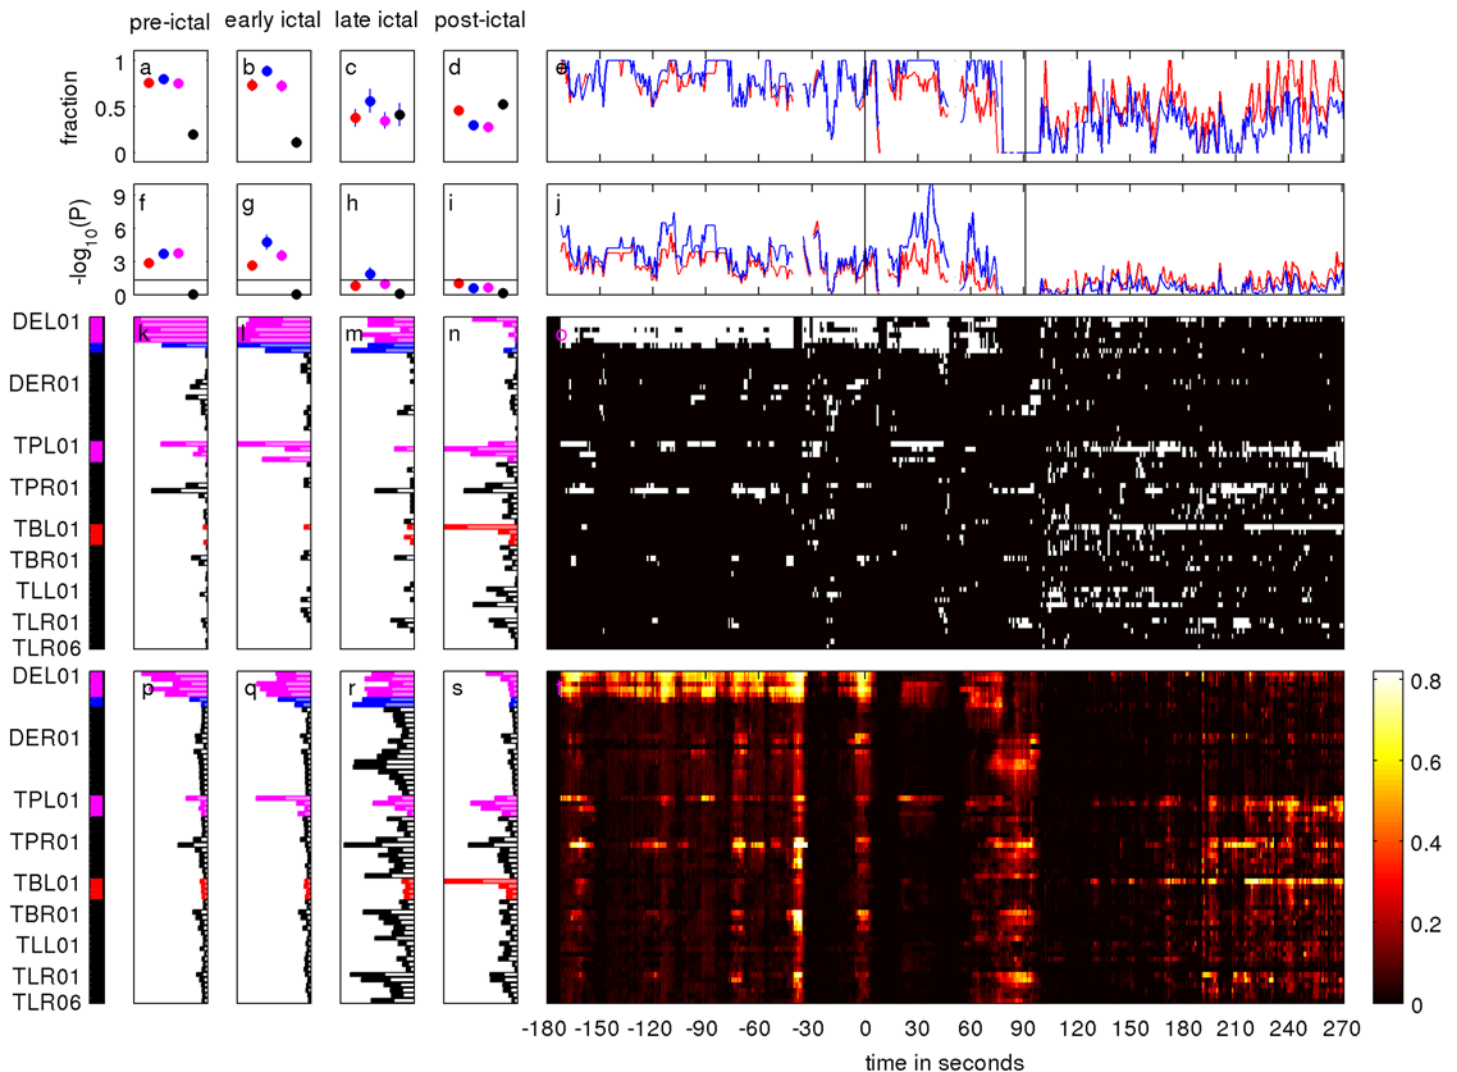 pre-ictal early ictal late ictal post-ictal
fraction
1
0.5
0
a b c d e
-log10(P)
9
6
3
0
f g h i j
DEL01
DER01
TPL01
TPR01
TBL01
TBR01
TLL01
TLR01
TLR06
k l m n o
DEL01
DER01
TPL01
TPR01
TBL01
TBR01
TLL01
TLR01
TLR06
p q r s t
0.8
0.6
0.4
0.2
0
-180 -150 -120 -90 -60 -30 0 30 60 90 120 150 180 210 240 270
time in seconds